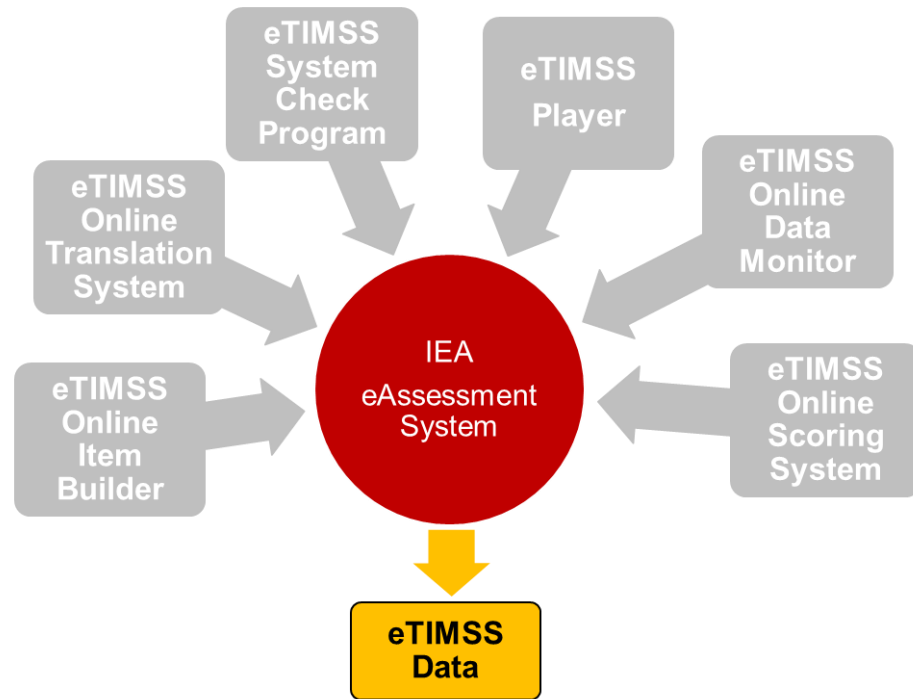 eTIMSS
System
Check
Program
eTIMSS
Player
eTIMSS
Online
Translation
System
eTIMSS
Online
Data
Monitor
IEA
eAssessment
System
eTIMSS
Online
Item
Builder
eTIMSS
Online
Scoring
System
eTIMSS
Data